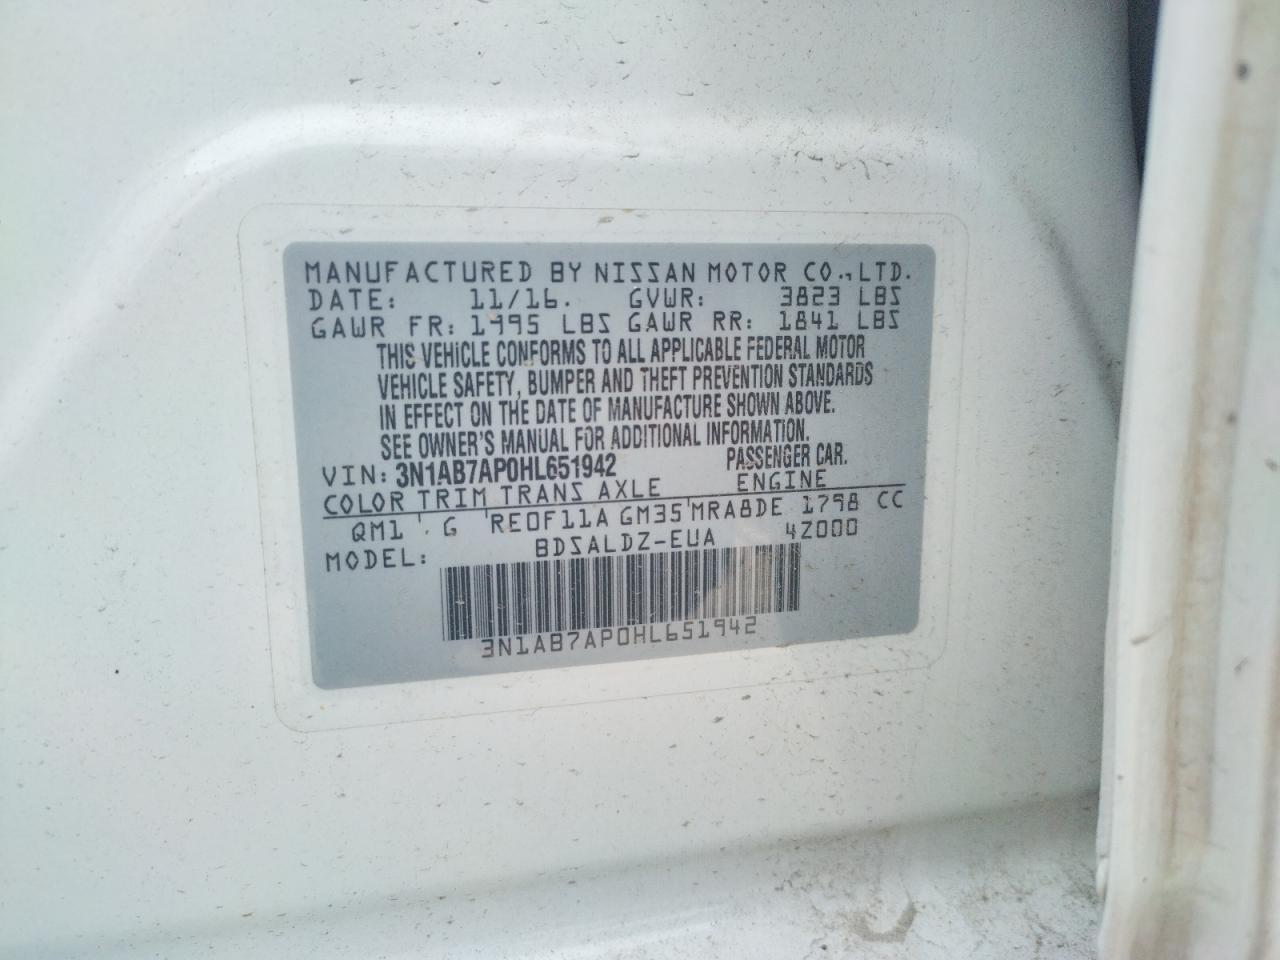 MANUFACTURED BY NISSAN MOTOR CO., LTD.
DATE: 11/16. GVWR: 3823 LBS
GAWR FR: 1995 LBS GAWR RR: 1841 LBS
THIS VEHICLE CONFORMS TO ALL APPLICABLE FEDERAL MOTOR
VEHICLE SAFETY, BUMPER AND THEFT PREVENTION STANDARDS
IN EFFECT ON THE DATE OF MANUFACTURE SHOWN ABOVE.
SEE OWNER'S MANUAL FOR ADDITIONAL INFORMATION.
VIN: 3N1AB7AP0HL651942 PASSENGER CAR.
COLOR TRIM TRANS AXLE ENGINE
QM1 G RE0F11A GM35 MRA8DE 1798 CC
MODEL: BDSALDZ-EUA 4Z000
3N1AB7AP0HL651942